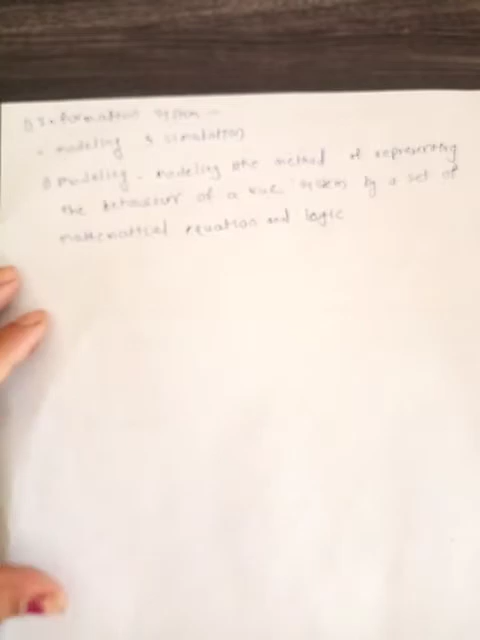 Information system -
- modeling & simulation
modeling - modeling the method of representing
the behaviour of a system by a set of
mathematical equation and logic